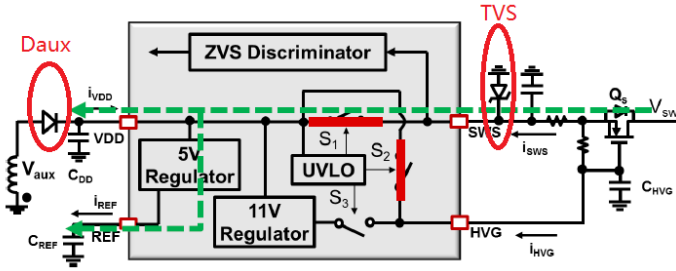 TVS
Daux
ZVS Discriminator
iVDD
Qs
VSW
VDD
SWS
iSWS
S1
S2
5V
Regulator
UVLO
Vaux
CDD
S3
CHVG
iREF
11V
Regulator
CREF
REF
HVG
iHVG